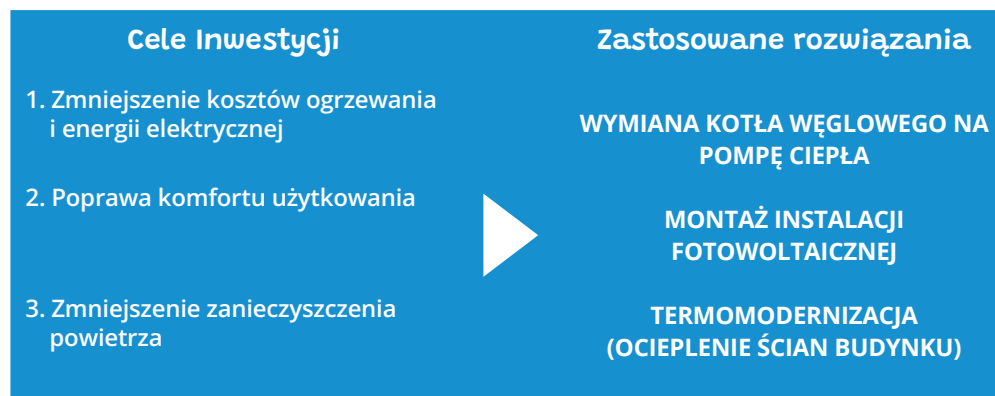 Cele Inwestycji
1. Zmniejszenie kosztów ogrzewania
i energii elektrycznej
2. Poprawa komfortu użytkowania
3. Zmniejszenie zanieczyszczenia
powietrza
Zastosowane rozwiązania
WYMIANA KOTŁA WĘGLOWEGO NA
POMPĘ CIEPŁA
MONTAŻ INSTALACJI
FOTOWOLTAICZNEJ
TERMOMODERNIZACJA
(OCIEPLENIE ŚCIAN BUDYNKU)